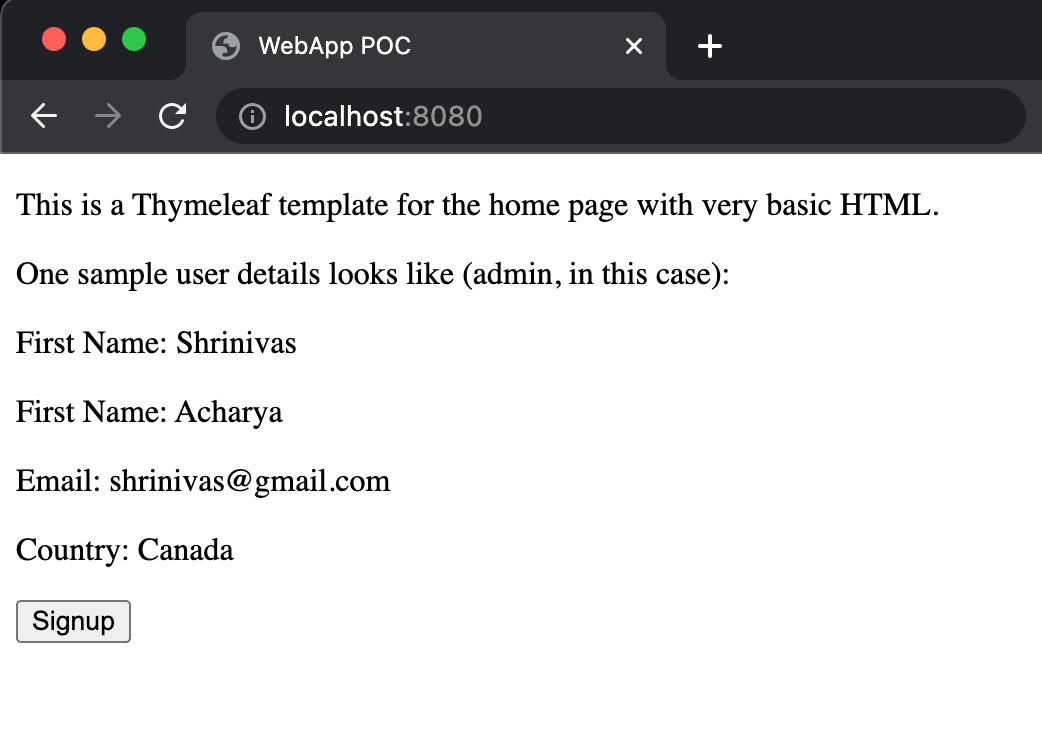 WebApp POC
localhost:8080
This is a Thymeleaf template for the home page with very basic HTML.
One sample user details looks like (admin, in this case):
First Name: Shrinivas
First Name: Acharya
Email: shrinivas@gmail.com
Country: Canada
Signup